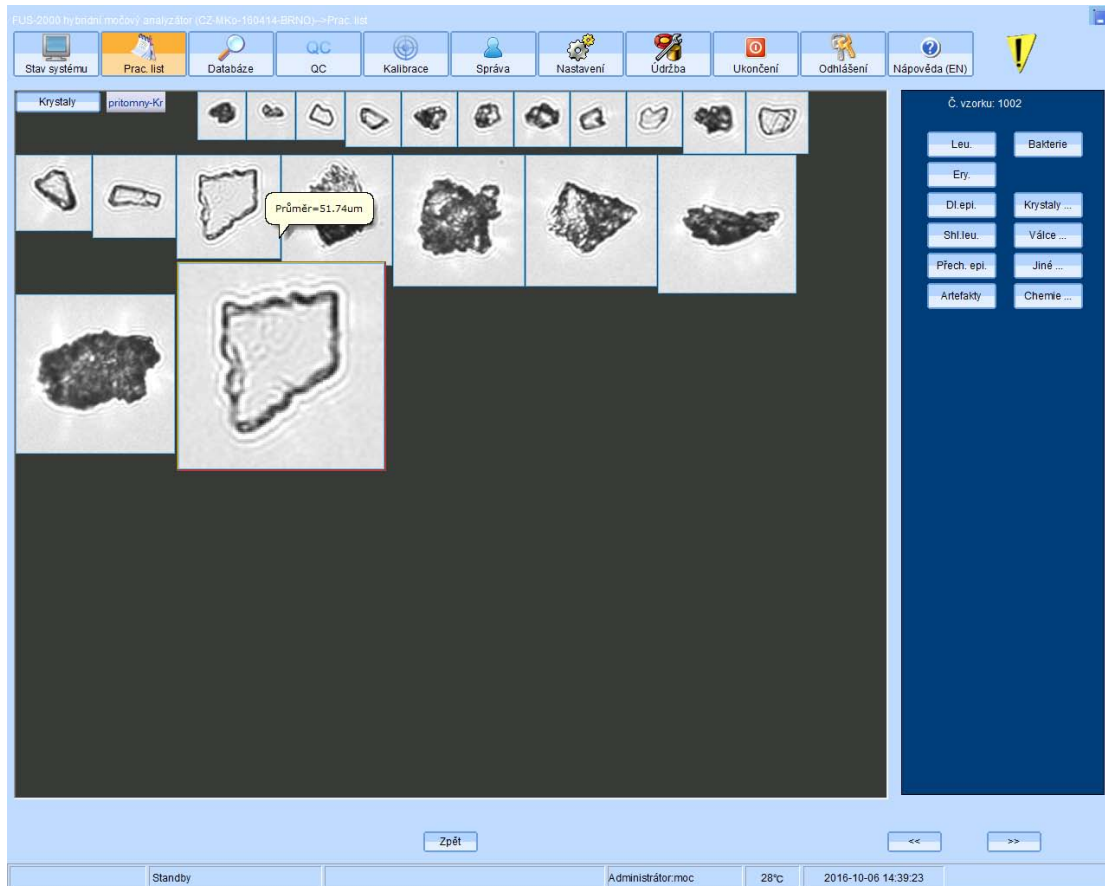 FUS-2000 hybridní močový analyzátor (CZ-MKo-160414-BRNO)-->Prac. list
Stav systému
Prac. list
Databáze
QC
QC
Kalibrace
Správa
Nastavení
Údržba
Ukončení
Odhlášení
Nápověda (EN)
Krystaly
pritomny-Kr
Průměr=51.74um
Č. vzorku: 1002
Leu.
Bakterie
Ery.
Dl.epi.
Krystaly ...
Shl.leu.
Válce ...
Přech. epi.
Jiné ...
Artefakty
Chemie ...
Zpět
<<
>>
Standby
Administrátor:moc
28℃
2016-10-06 14:39:23